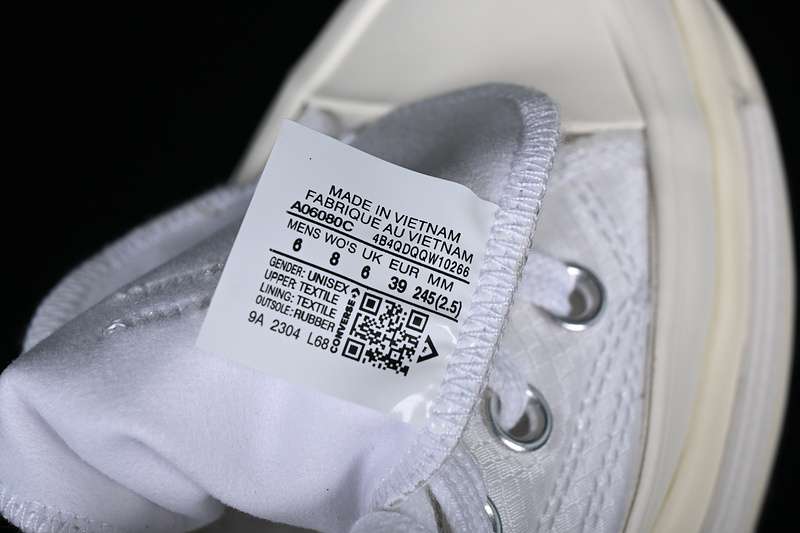 MADE IN VIETNAM
FABRIQUE AU VIETNAM
A06080C 4B4QDQQW10266
MENS WO'S UK EUR MM
6 8 6 39 245(2.5)
GENDER: UNISEX
UPPER TEXTILE
LINING: TEXTILE
OUTSOLE: RUBBER
9A 2304 L68
CONVERSE